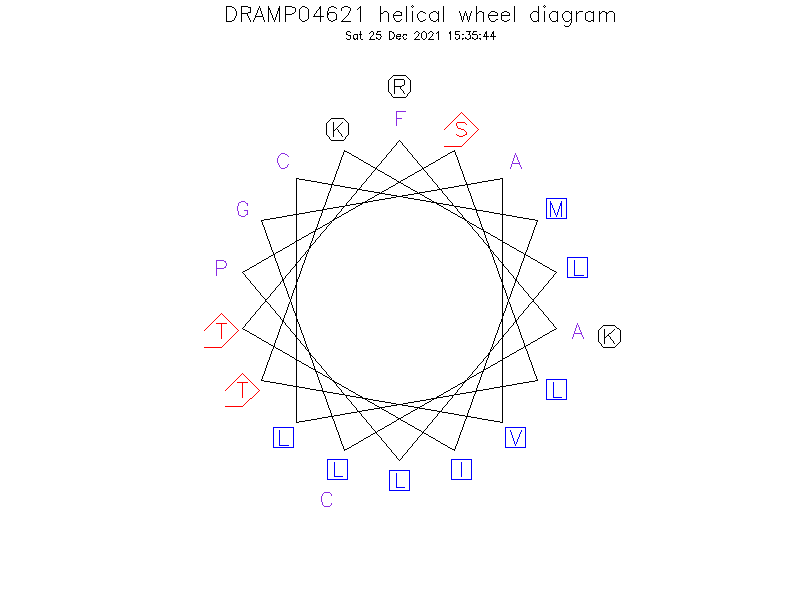 DRAMP04621 helical wheel diagram
Sat 25 Dec 2021 15:35:44
R
K F S
C A
G M
P L
T A K
T L
L V
L L I
C